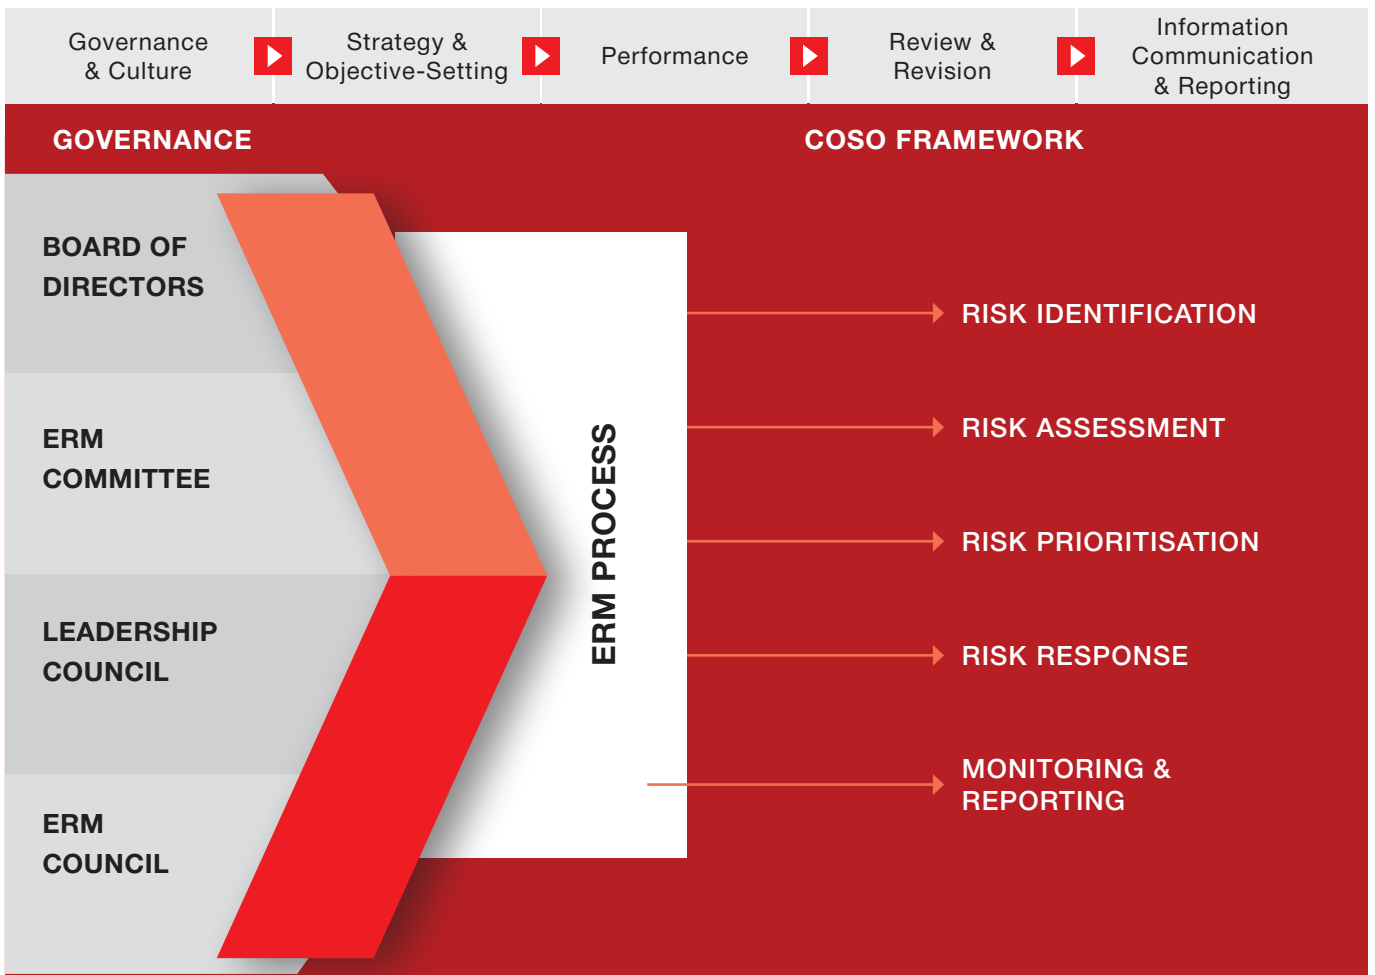 Governance
& Culture
Strategy &
Objective-Setting
Performance
Review &
Revision
Information
Communication
& Reporting
GOVERNANCE
COSO FRAMEWORK
BOARD OF
DIRECTORS
ERM
COMMITTEE
LEADERSHIP
COUNCIL
ERM
COUNCIL
ERM PROCESS
RISK IDENTIFICATION
RISK ASSESSMENT
RISK PRIORITISATION
RISK RESPONSE
MONITORING &
REPORTING